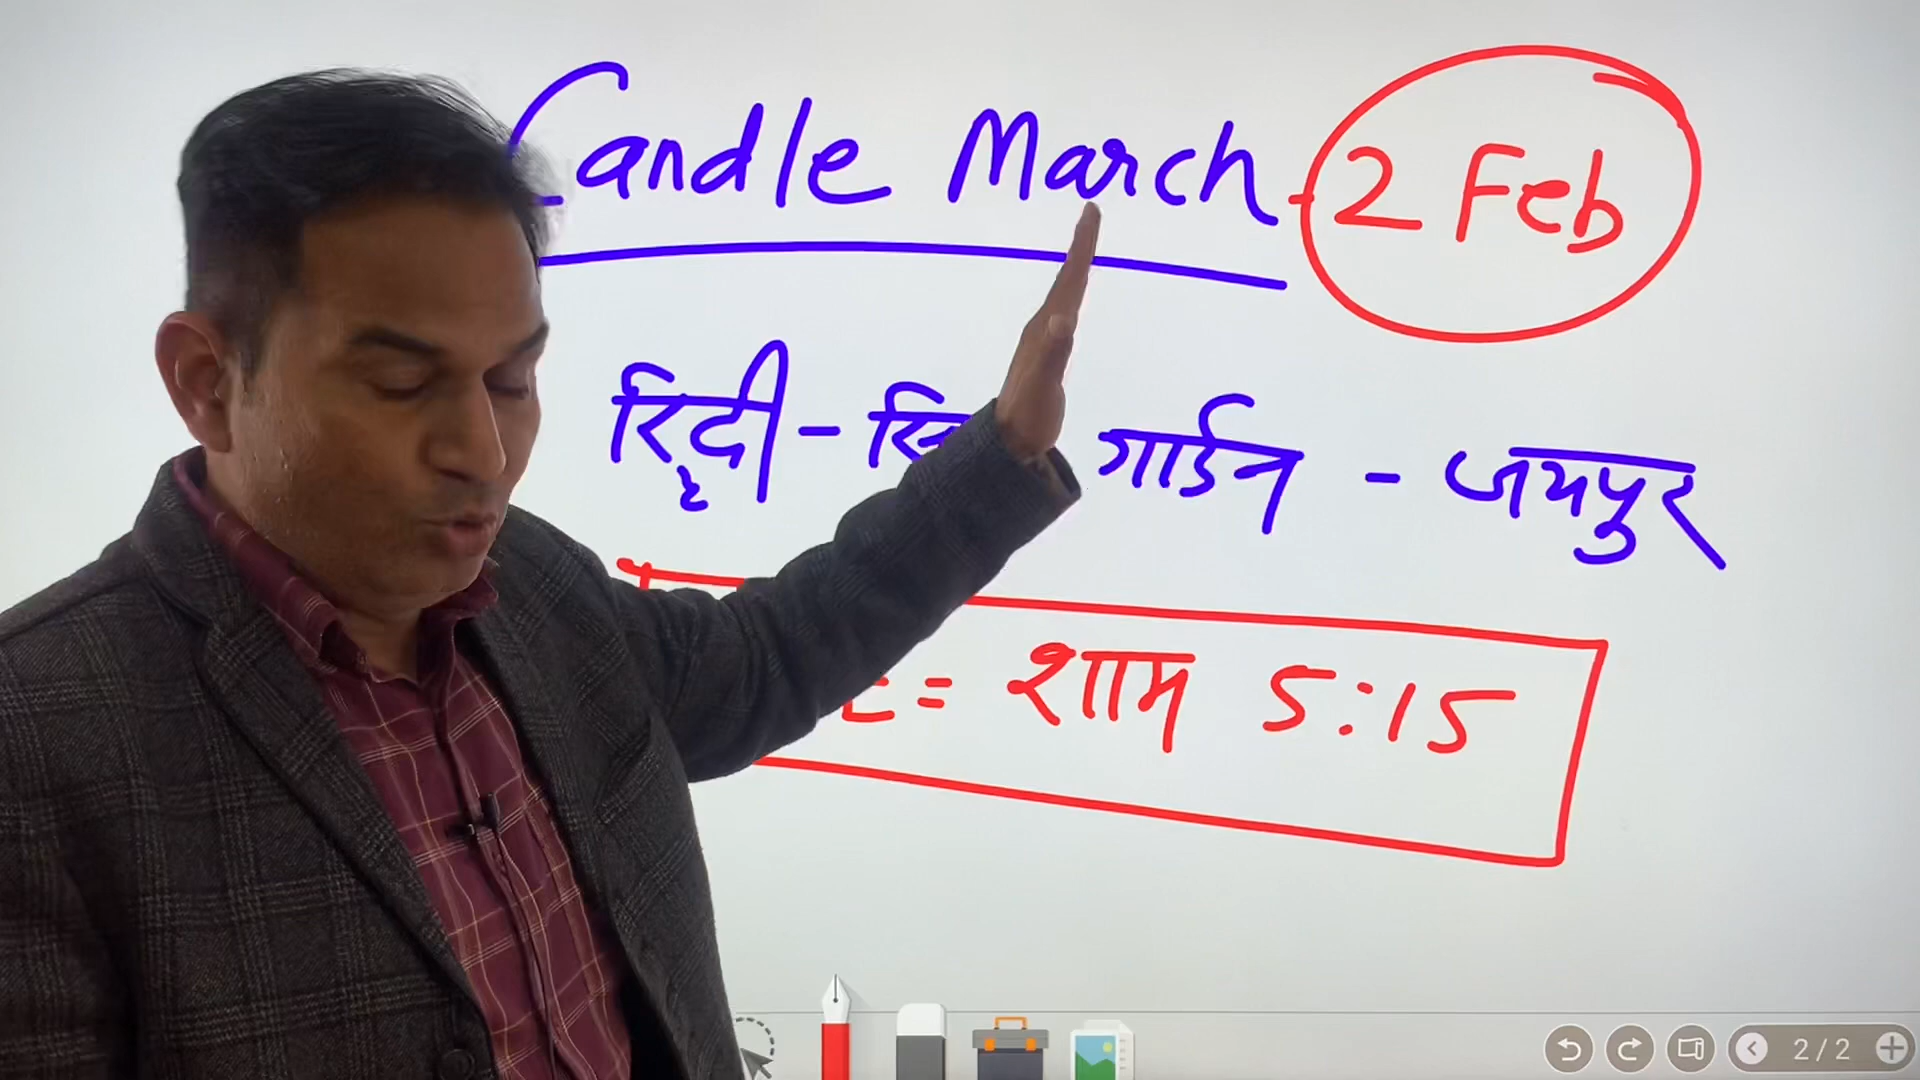 Candle March - 2 Feb
गार्डन - जयपुर
= शाम 5:15
2/2